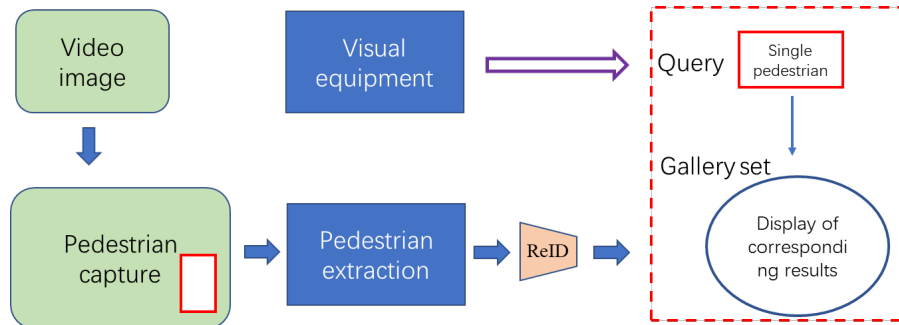 Video
image
Visual
equipment
Query
Single
pedestrian
Gallery set
Pedestrian
capture
Pedestrian
extraction
ReID
Display of
correspondi
ng results